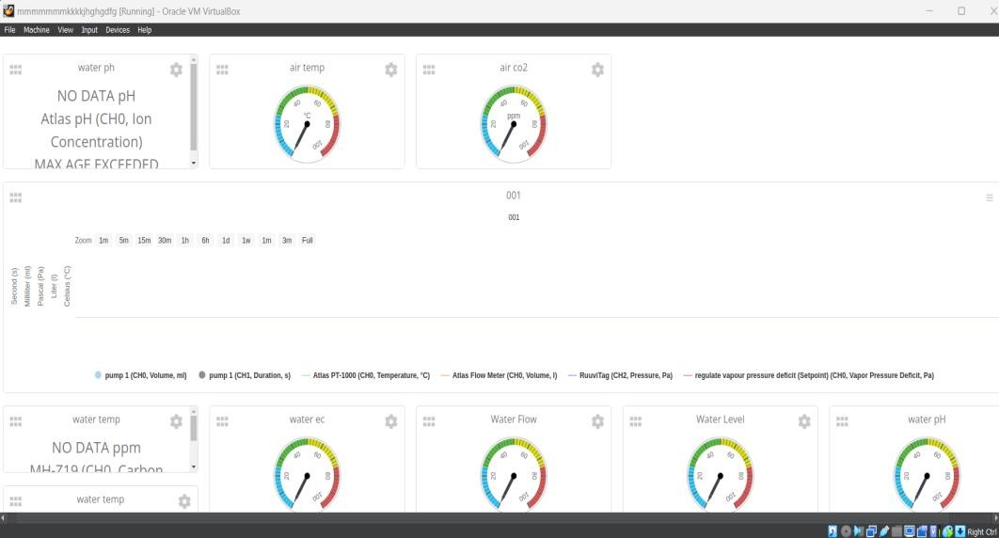 mmmmmmmkkkkjhghgdfg [Running] - Oracle VM VirtualBox
File Machine View Input Devices Help
water ph
NO DATA pH
Atlas pH (CH0, Ion
Concentration)
MAX AGE EXCEEDED
air temp
°C
20 40 60 80 100
air co2
ppm
20 40 60 80 100
001
001
Zoom 1m 5m 15m 30m 1h 6h 1d 1w 1m 3m Full
Second (s)
Milliliter (ml)
Pascal (Pa)
Liter (l)
Celsius (°C)
pump 1 (CH0, Volume, ml) pump 1 (CH1, Duration, s) Atlas PT-1000 (CH0, Temperature, °C) Atlas Flow Meter (CH0, Volume, l) RuuviTag (CH2, Pressure, Pa) regulate vapour pressure deficit (Setpoint) (CH0, Vapor Pressure Deficit, Pa)
water temp
NO DATA ppm
MH-Z19 (CH0, Carbon
water temp
water ec
20 40 60 80 100
Water Flow
20 40 60 80 100
Water Level
20 40 60 80 100
water pH
20 40 60 80 100
Right Ctrl